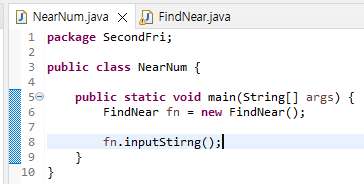 NearNum.java FindNear.java
1 package SecondFri;
2
3 public class NearNum {
4
5 public static void main(String[] args) {
6 FindNear fn = new FindNear();
7
8 fn.inputStirng();
9 }
10 }